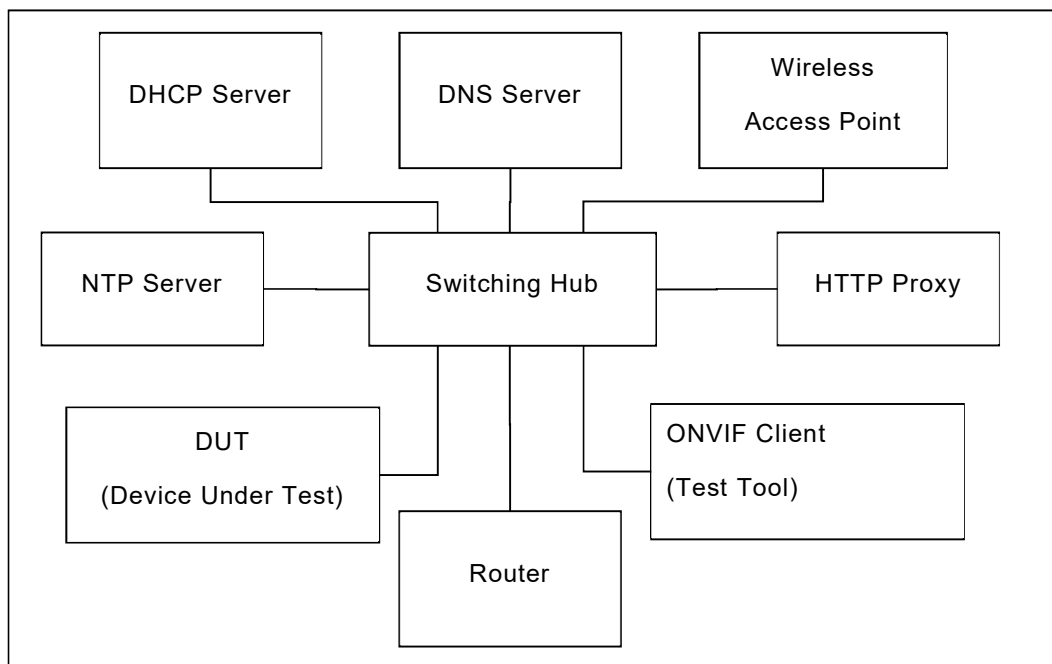 DHCP Server
DNS Server
Wireless
Access Point
NTP Server
Switching Hub
HTTP Proxy
DUT
(Device Under Test)
ONVIF Client
(Test Tool)
Router